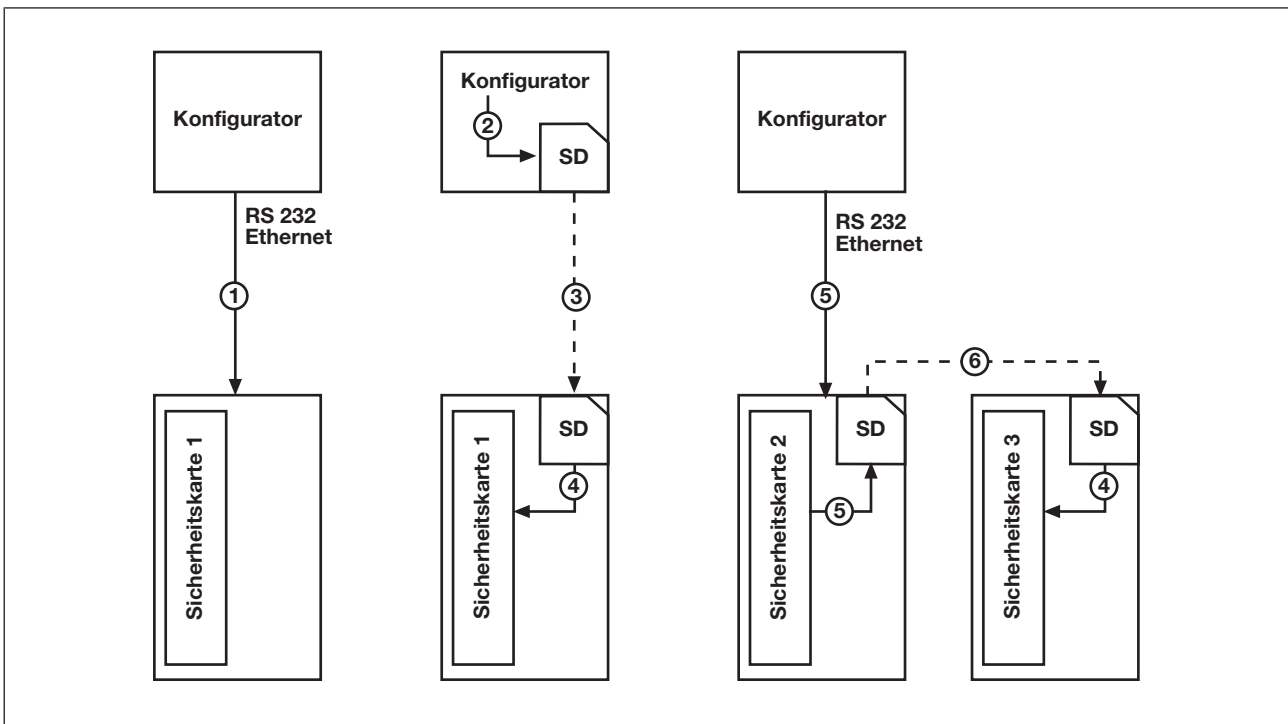 Konfigurator
RS 232
Ethernet
1
Sicherheitskarte 1
Konfigurator
2
SD
3
SD
4
Sicherheitskarte 1
Konfigurator
RS 232
Ethernet
5
6
SD
5
Sicherheitskarte 2
SD
4
Sicherheitskarte 3